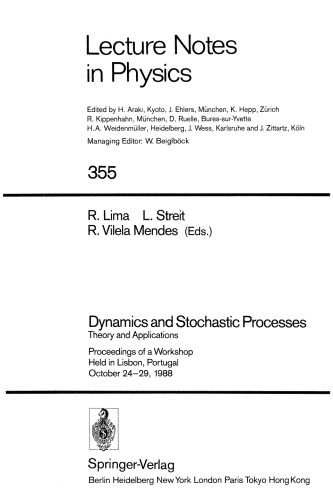 Lecture Notes
in Physics
Edited by H. Araki, Kyoto, J. Ehlers, München, K. Hepp, Zürich
R. Kippenhahn, München, D. Ruelle, Bures-sur-Yvette
H.A. Weidenmüller, Heidelberg, J. Wess, Karlsruhe and J. Zittartz, Köln
Managing Editor: W. Beiglböck
355
R. Lima L. Streit
R. Vilela Mendes (Eds.)
Dynamics and Stochastic Processes
Theory and Applications
Proceedings of a Workshop
Held in Lisbon, Portugal
October 24–29, 1988
Springer-Verlag
Berlin Heidelberg New York London Paris Tokyo Hong Kong